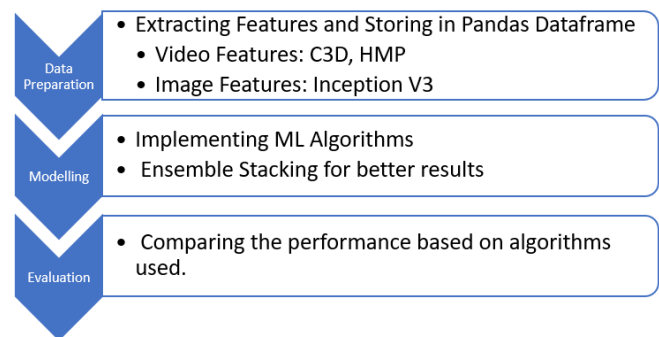 Data
Preparation
• Extracting Features and Storing in Pandas Dataframe
• Video Features: C3D, HMP
• Image Features: Inception V3
Modelling
• Implementing ML Algorithms
• Ensemble Stacking for better results
Evaluation
• Comparing the performance based on algorithms
used.